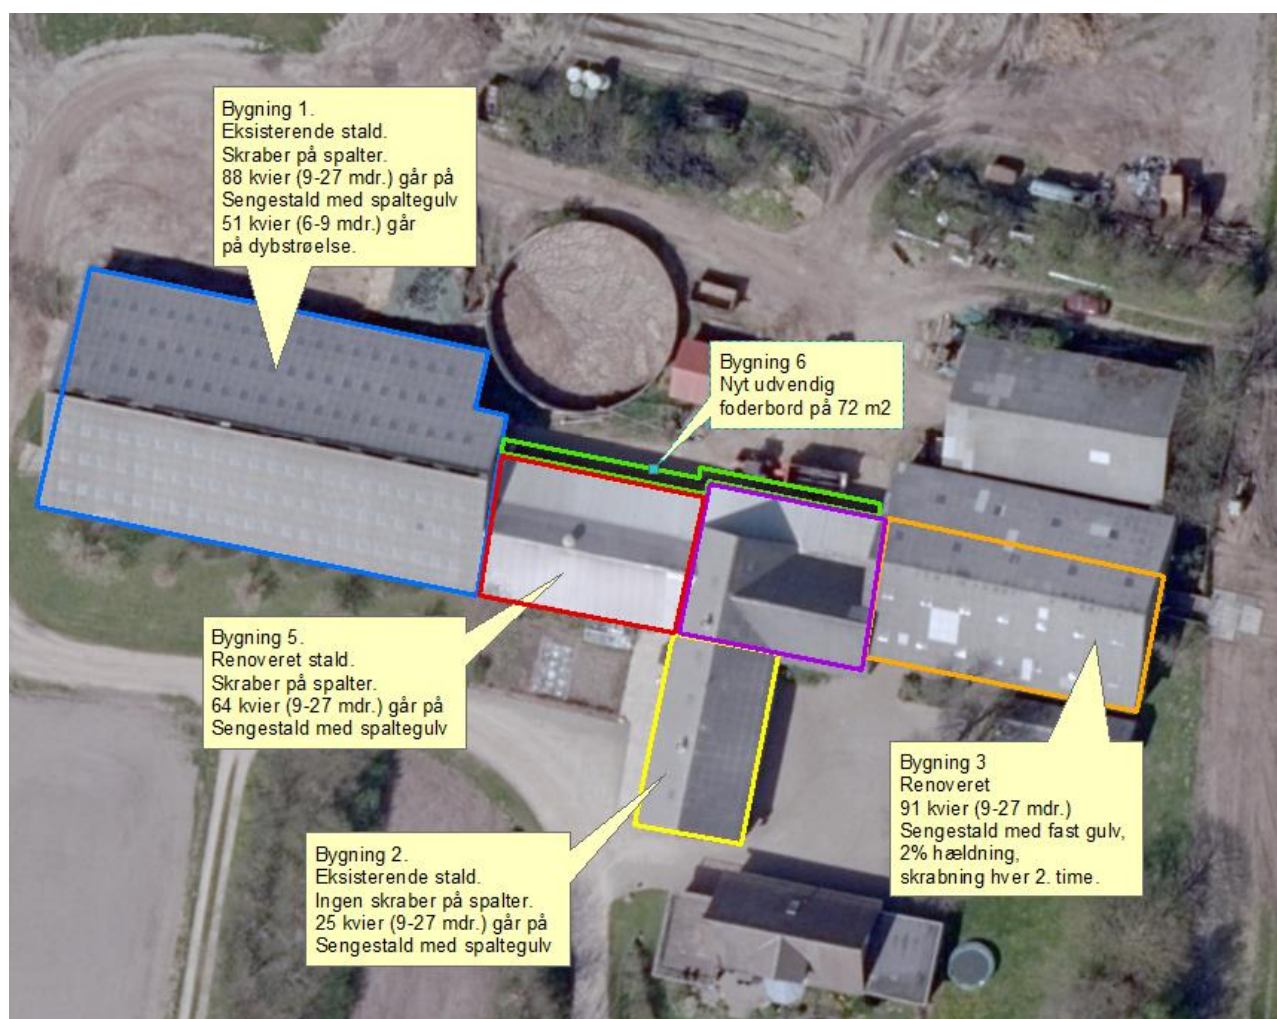 Bygning 1.
Eksisterende stald.
Skraber på spalter.
88 kvier (9-27 mdr.) går på
Sengestald med spaltegulv
51 kvier (6-9 mdr.) går
på dybstrøelse.
Bygning 6
Nyt udvendig
foderbord på 72 m2
Bygning 5.
Renoveret stald.
Skraber på spalter.
64 kvier (9-27 mdr.) går på
Sengestald med spaltegulv
Bygning 3
Renoveret
91 kvier (9-27 mdr.)
Sengestald med fast gulv,
2% hældning,
skrabning hver 2. time.
Bygning 2.
Eksisterende stald.
Ingen skraber på spalter.
25 kvier (9-27 mdr.) går på
Sengestald med spaltegulv